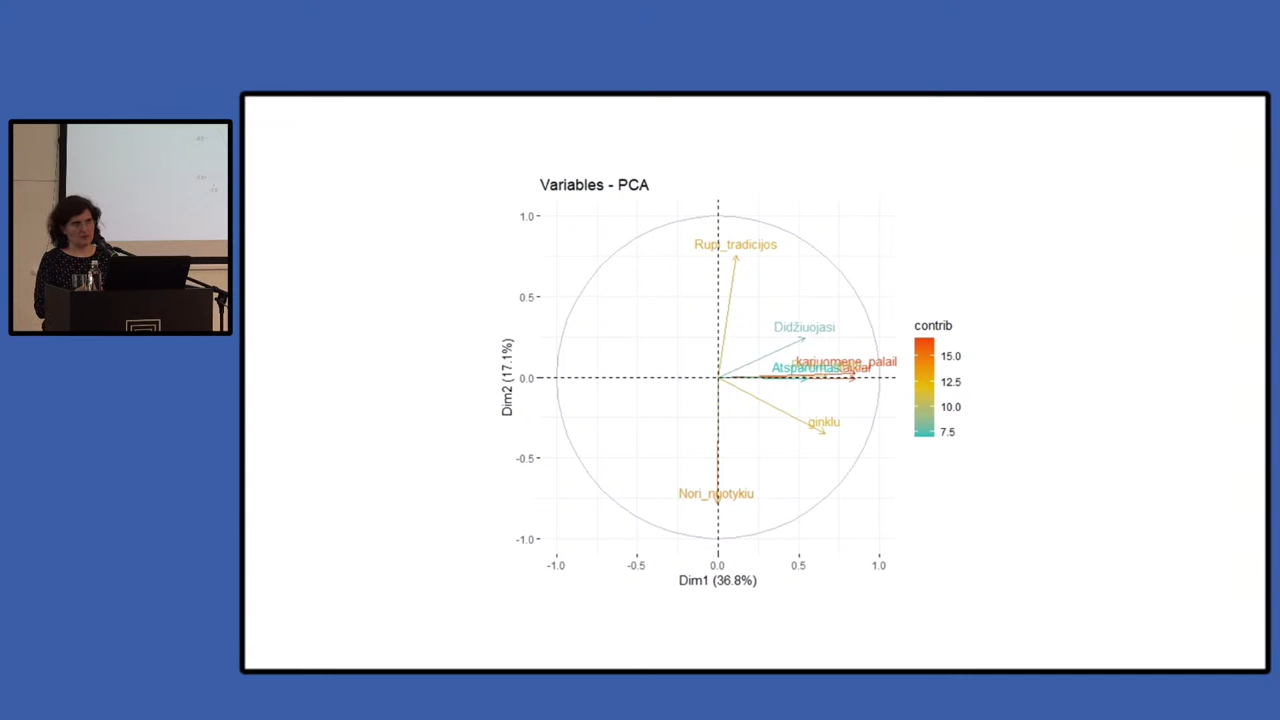 Variables - PCA
1.0
Rupi_tradicijos
0.5
Didžiuojasi
kariuomene_palail
Atsparumas
0.0
ginklu
-0.5
Nori_nuotykiu
-1.0
-1.0
-0.5
0.0
0.5
1.0
Dim1 (36.8%)
Dim2 (17.1%)
contrib
15.0
12.5
10.0
7.5